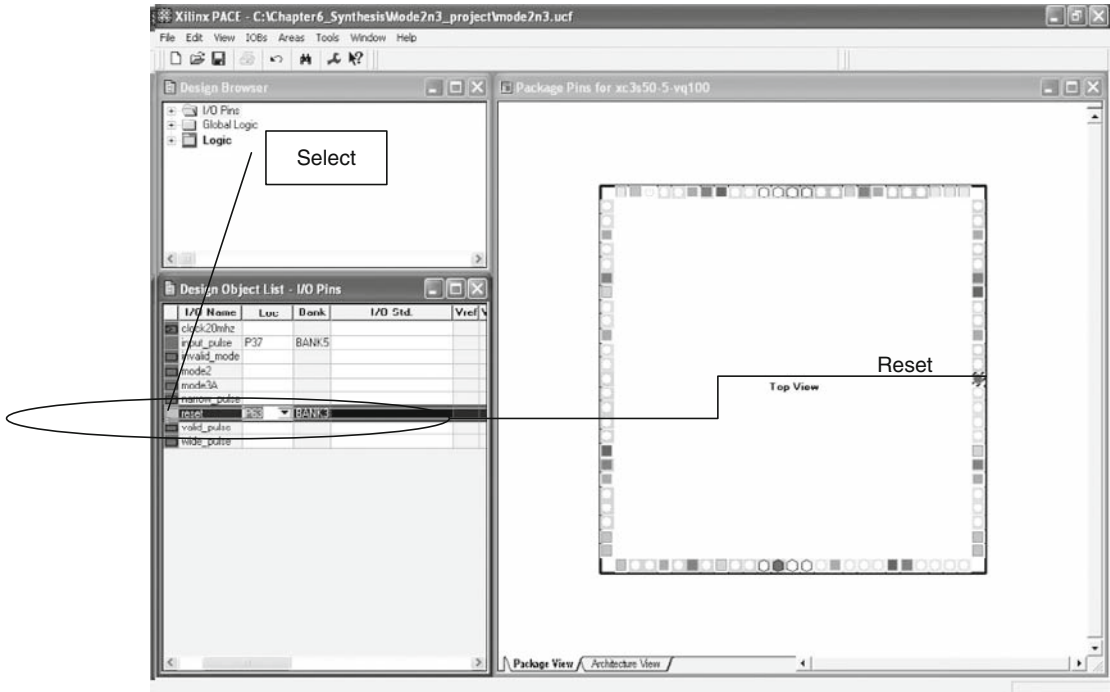 Xilinx PACE - C:\Chapter6_Synthesis\Mode2n3_project\mode2n3.ucf
File Edit View IOBs Areas Tools Window Help
Design Browser
I/O Pins
Global Logic
Logic
Select
Design Object List - I/O Pins
I/O Name Loc Bank I/O Std. Vref V
clock20mhz
input_pulse P37 BANK5
invalid_mode
mode2
mode3A
narrow_pulse
reset P63 BANK3
valid_pulse
wide_pulse
Package Pins for xc3s50-5-vq100
Reset
Top View
Package View Architecture View